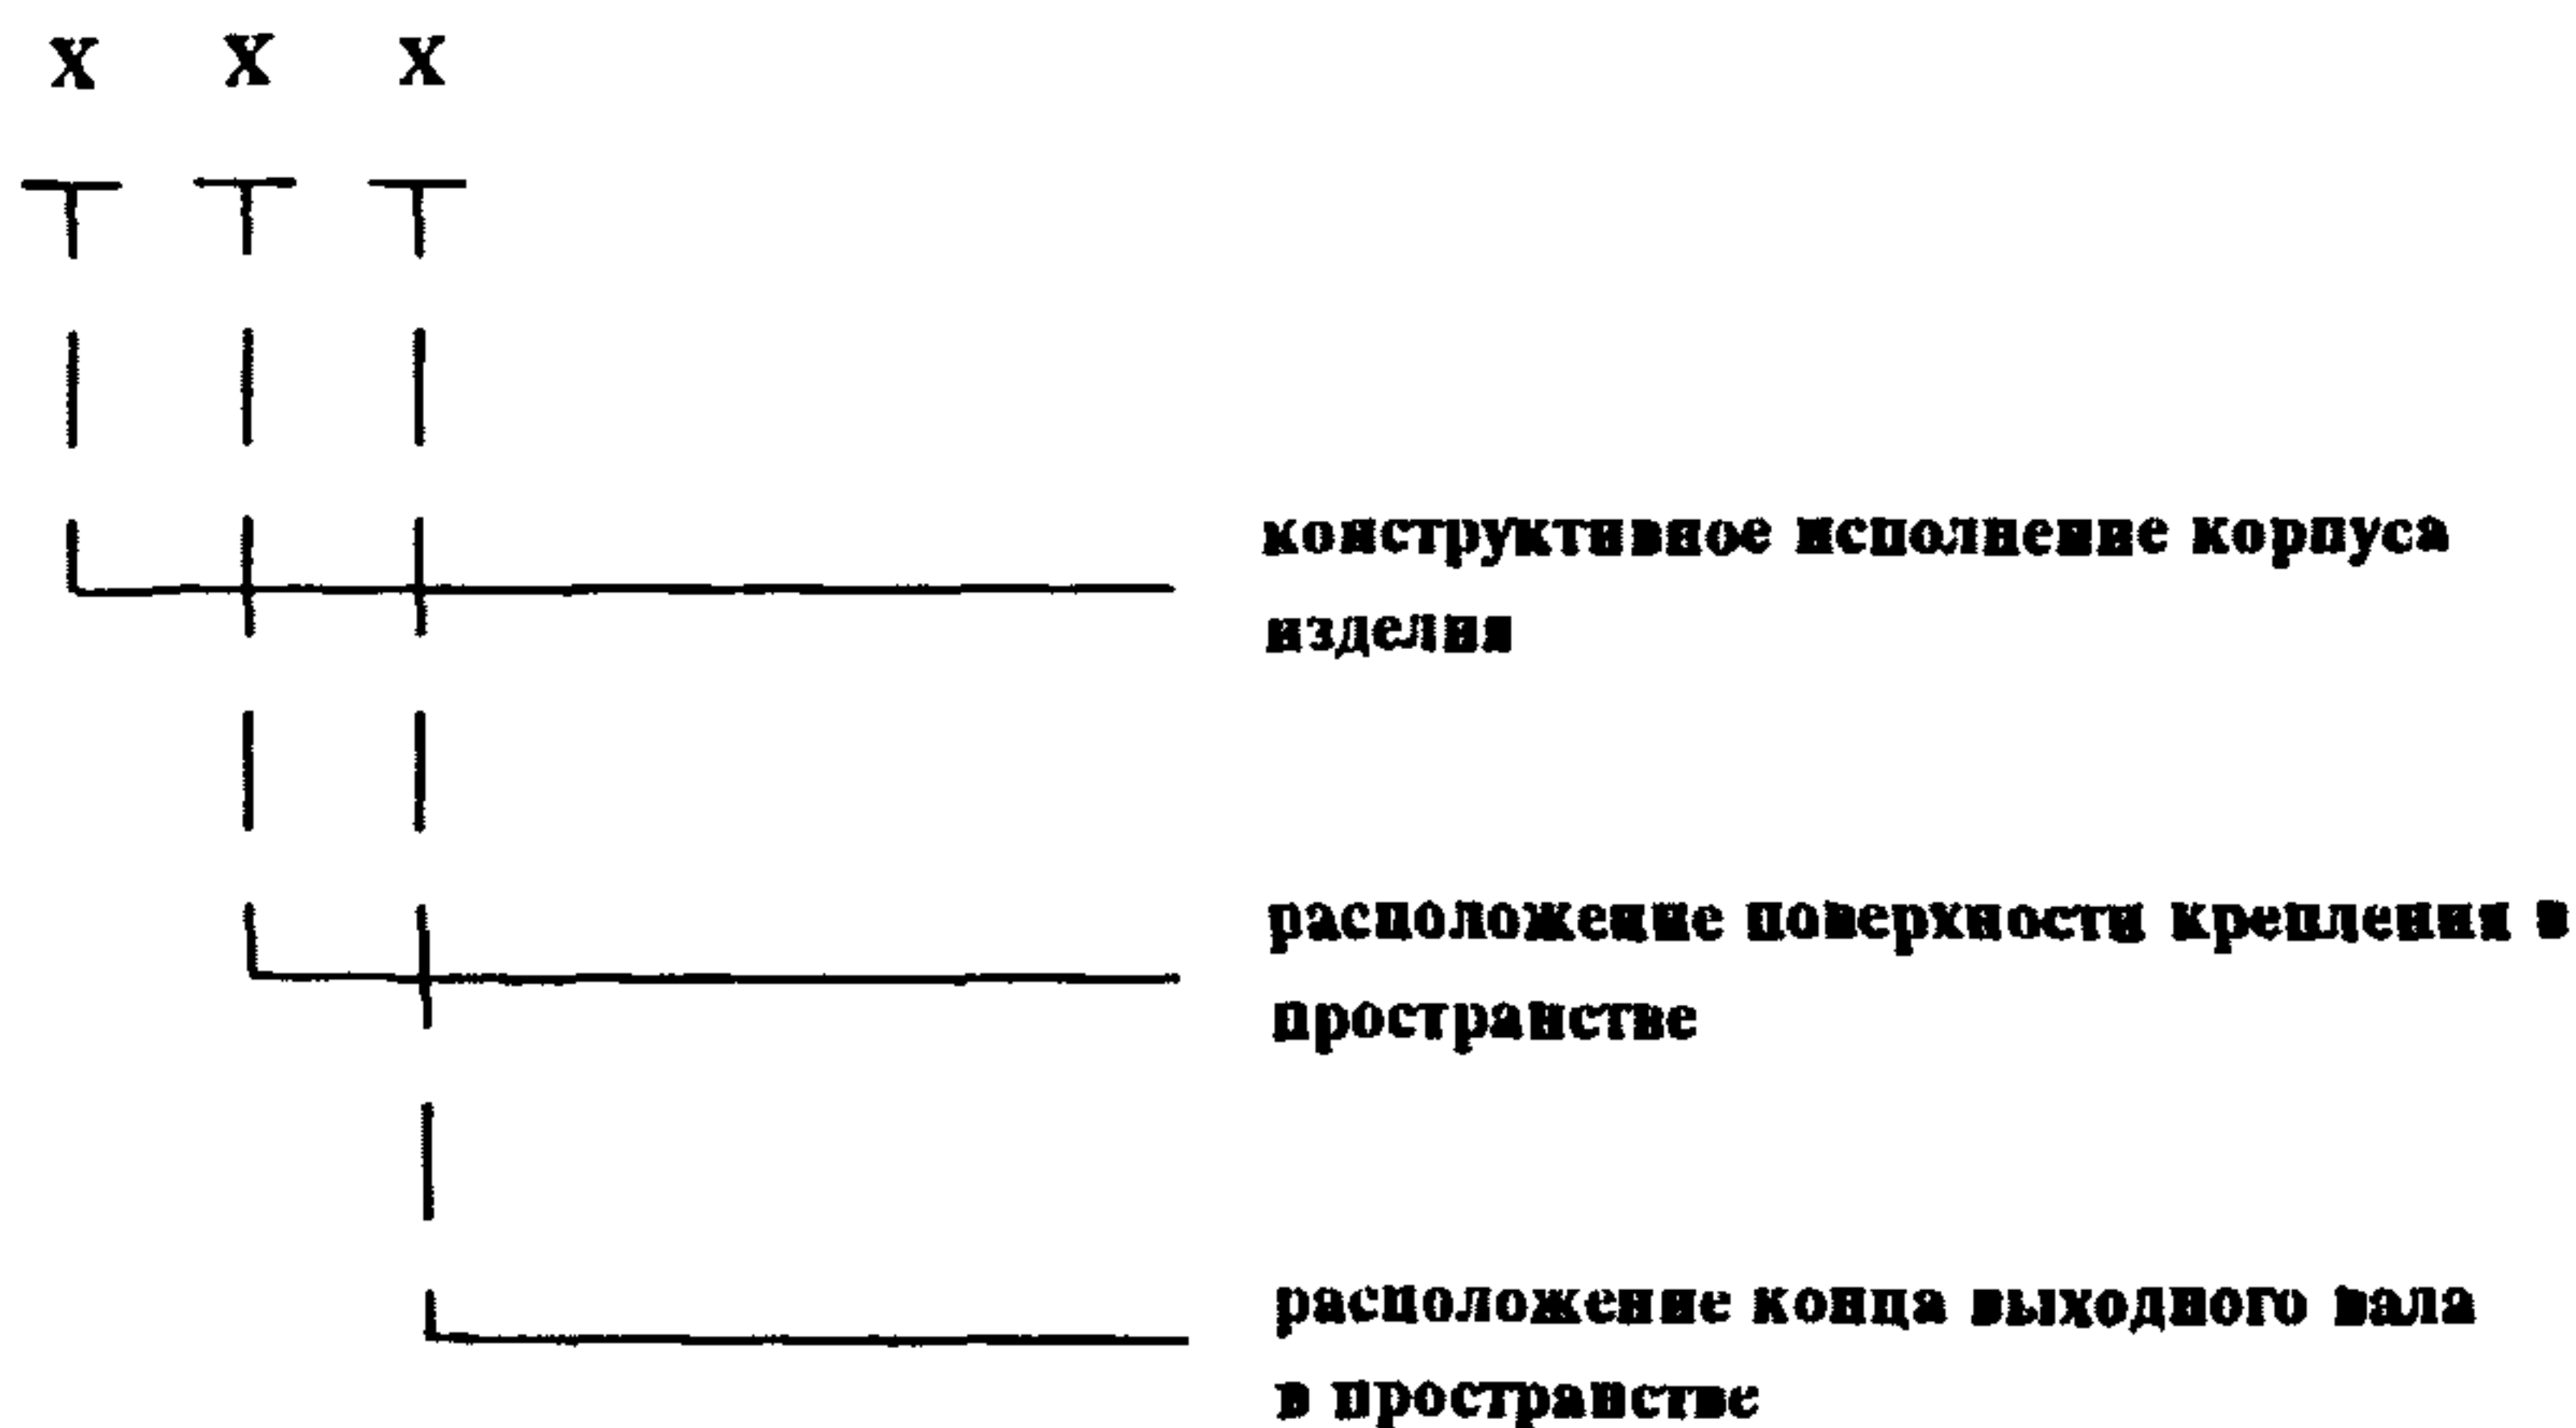 Х Х Х
конструктивное исполнение корпуса
изделия
расположение поверхности крепления в
пространстве
расположение конца выходного вала
в пространстве